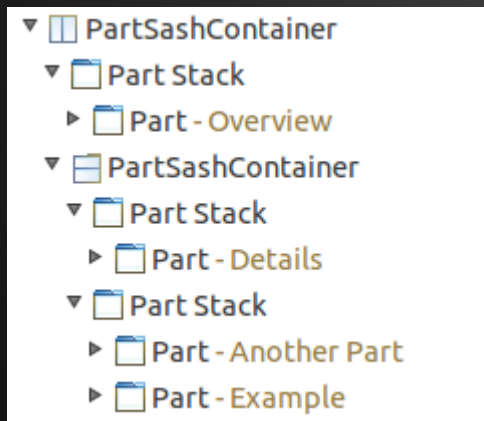 PartSashContainer
Part Stack
Part - Overview
PartSashContainer
Part Stack
Part - Details
Part Stack
Part - Another Part
Part - Example